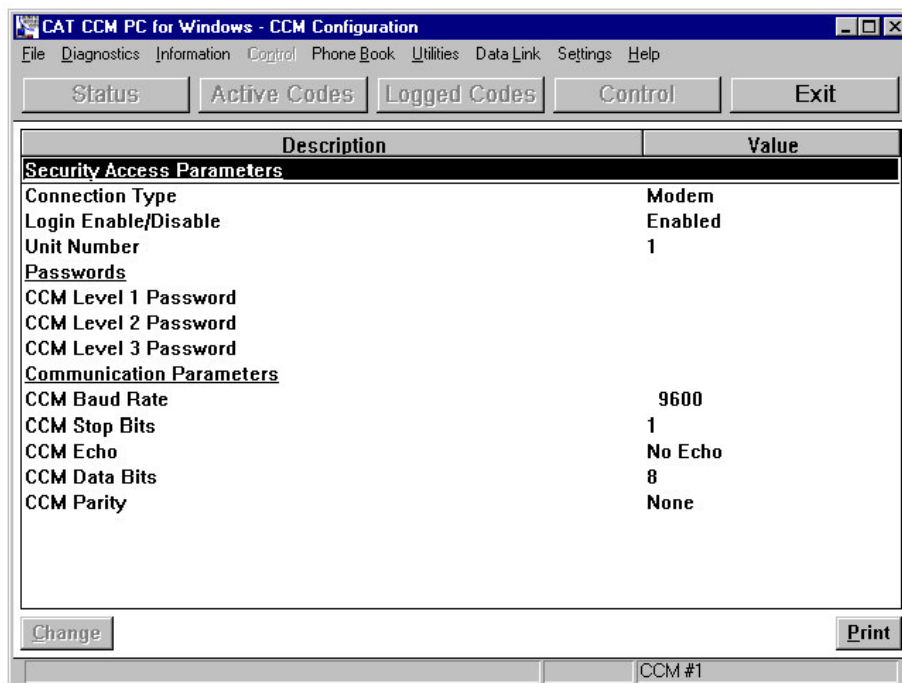 CAT CCM PC for Windows - CCM Configuration
File Diagnostics Information Control Phone Book Utilities Data Link Settings Help
Status Active Codes Logged Codes Control Exit
Description Value
Security Access Parameters
Connection Type Modem
Login Enable/Disable Enabled
Unit Number 1
Passwords
CCM Level 1 Password
CCM Level 2 Password
CCM Level 3 Password
Communication Parameters
CCM Baud Rate 9600
CCM Stop Bits 1
CCM Echo No Echo
CCM Data Bits 8
CCM Parity None
Change Print
CCM #1